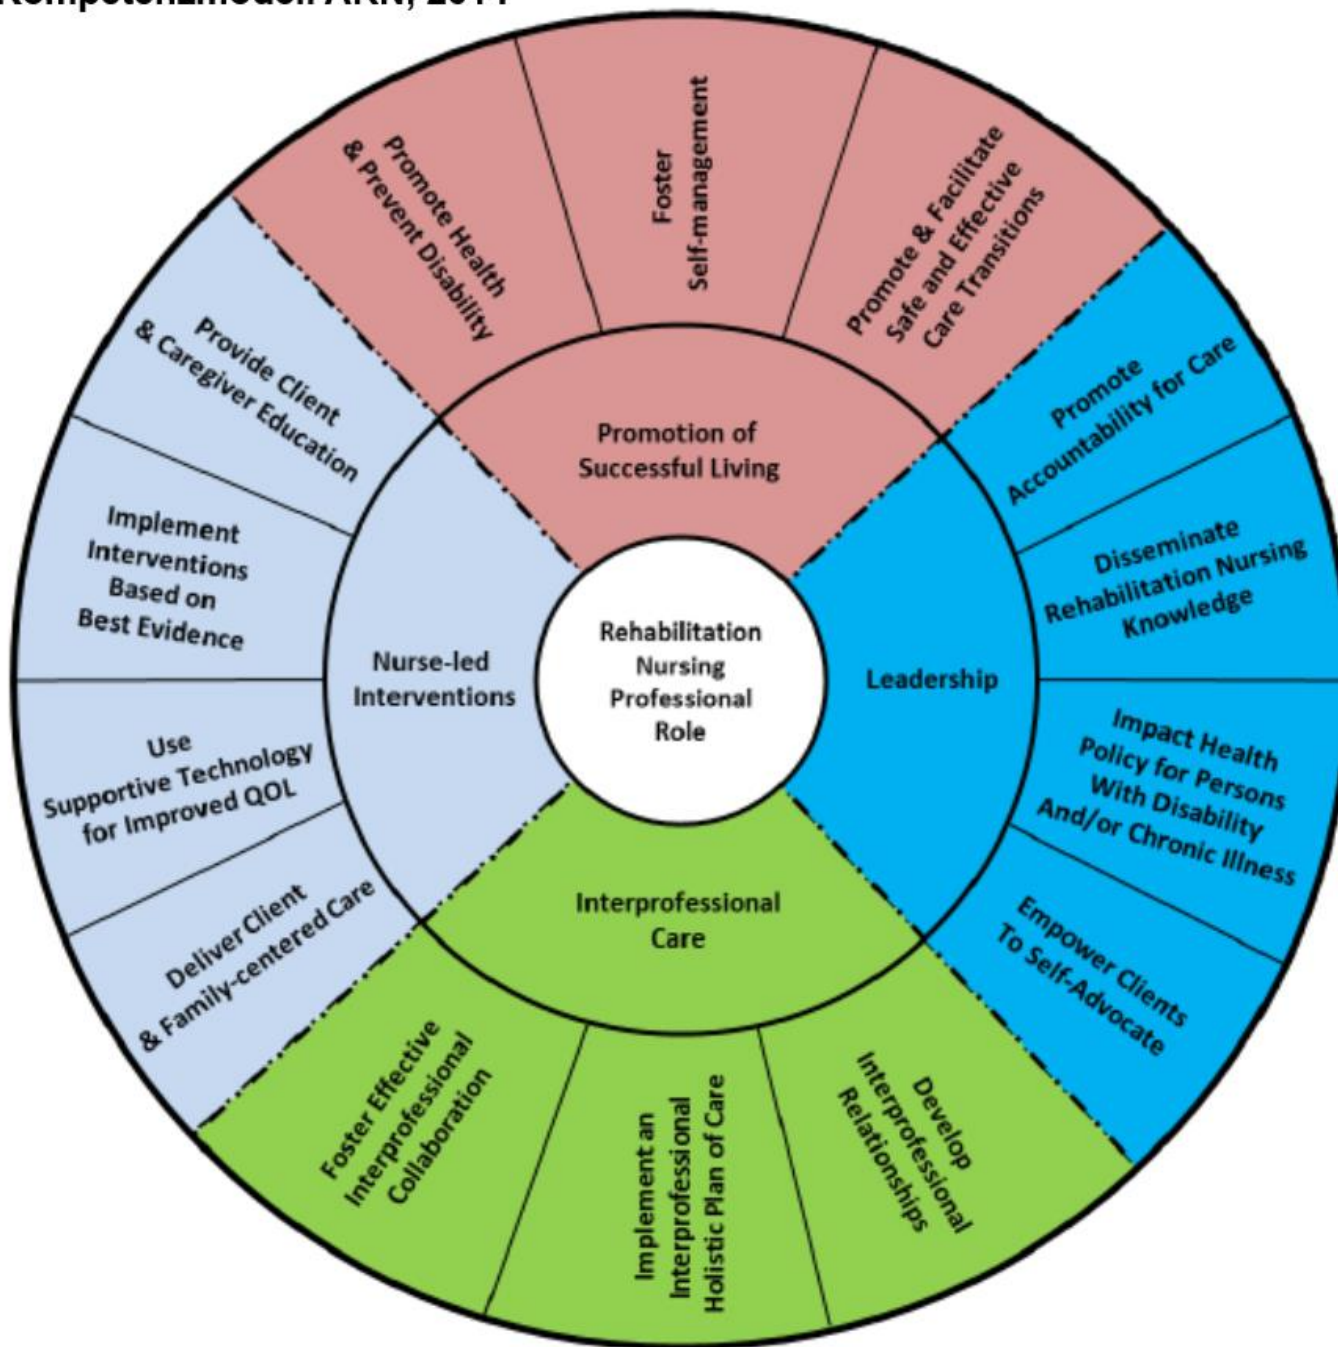 Kompetenzmodell ARN, 2014
Promote Health
& Prevent Disability
Foster
Self-management
Promote & Facilitate
Safe and Effective
Care Transitions
Promotion of
Successful Living
Promote
Accountability for Care
Disseminate
Rehabilitation Nursing
Knowledge
Impact Health
Policy for Persons
With Disability
And/or Chronic Illness
Empower Clients
To Self-Advocate
Leadership
Rehabilitation
Nursing
Professional
Role
Nurse-led
Interventions
Provide Client
& Caregiver Education
Implement
Interventions
Based on
Best Evidence
Use
Supportive Technology
for Improved QOL
Deliver Client
& Family-centered Care
Interprofessional
Care
Foster Effective
Interprofessional
Collaboration
Implement an
Interprofessional
Holistic Plan of Care
Develop
Interprofessional
Relationships